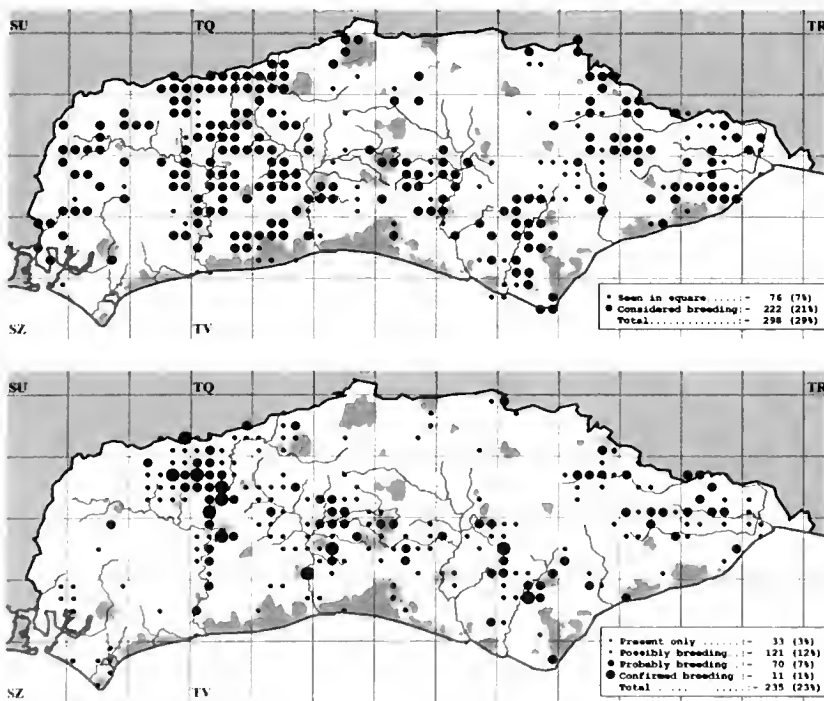 SU TQ TR
• Seen in square .....:- 76 (7%)
● Considered breeding:- 222 (21%)
Total............:- 298 (29%)
SZ TV
SU TQ TR
· Present only ......:- 33 (3%)
• Possibly breeding ..:- 121 (12%)
● Probably breeding ..:- 70 (7%)
● Confirmed breeding .:- 11 (1%)
Total .... ......:- 235 (23%)
SZ TV